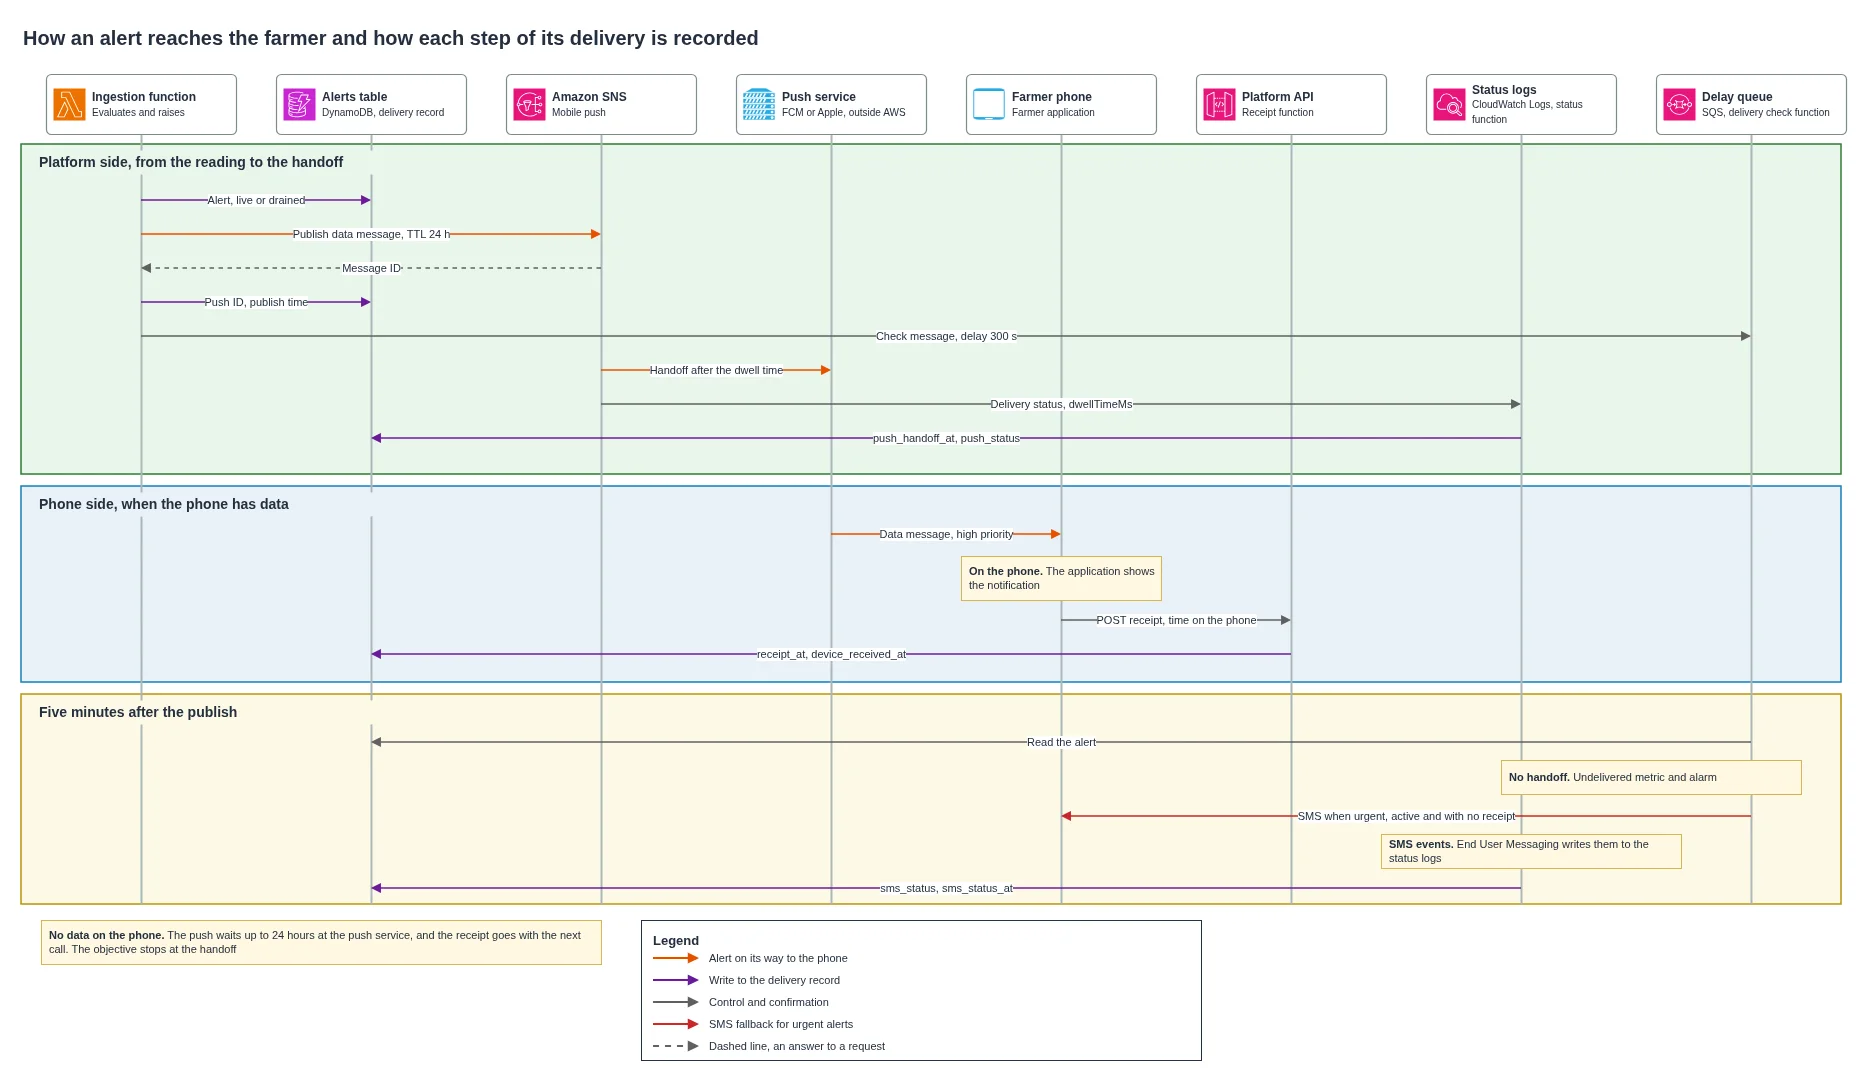 How an alert reaches the farmer and how each step of its delivery is recorded
Ingestion function
Evaluates and raises
Alerts table
DynamoDB, delivery record
Amazon SNS
Mobile push
Push service
FCM or Apple, outside AWS
Farmer phone
Farmer application
Platform API
Receipt function
Status logs
CloudWatch Logs, status
function
Delay queue
SQS, delivery check function
Platform side, from the reading to the handoff
Alert, live or drained
Publish data message, TTL 24 h
Message ID
Push ID, publish time
Check message, delay 300 s
Handoff after the dwell time
Delivery status, dwellTimeMs
push_handoff_at, push_status
Phone side, when the phone has data
Data message, high priority
On the phone. The application shows
the notification
POST receipt, time on the phone
receipt_at, device_received_at
Five minutes after the publish
Read the alert
No handoff. Undelivered metric and alarm
SMS when urgent, active and with no receipt
SMS events. End User Messaging writes them to the
status logs
sms_status, sms_status_at
No data on the phone. The push waits up to 24 hours at the push service, and the receipt goes with the next
call. The objective stops at the handoff
Legend
Alert on its way to the phone
Write to the delivery record
Control and confirmation
SMS fallback for urgent alerts
Dashed line, an answer to a request